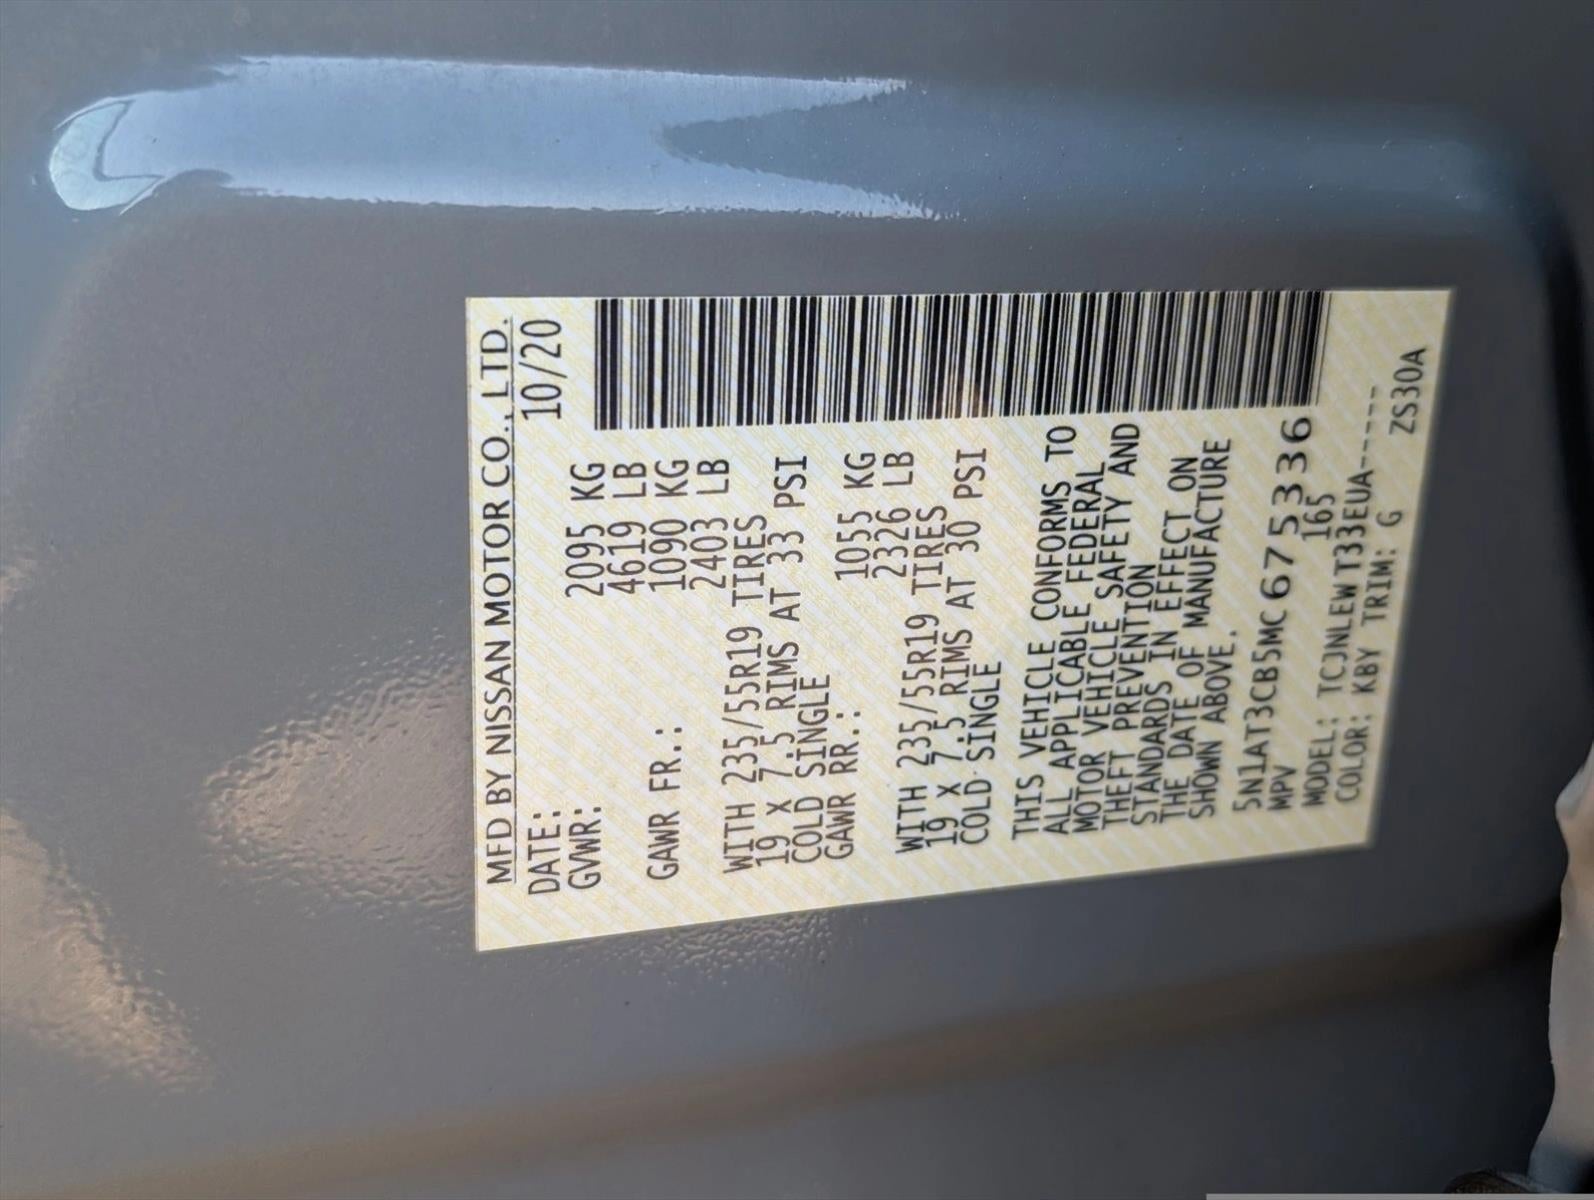 MFD BY NISSAN MOTOR CO., LTD.
DATE: 10/20
GVWR: 2095 KG
4619 LB
GAWR FR.: 1090 KG
2403 LB
WITH 235/55R19 TIRES
19 X 7.5 RIMS AT 33 PSI
COLD SINGLE
GAWR RR.: 1055 KG
2326 LB
WITH 235/55R19 TIRES
19 X 7.5 RIMS AT 30 PSI
COLD SINGLE
THIS VEHICLE CONFORMS TO
ALL APPLICABLE FEDERAL
MOTOR VEHICLE SAFETY AND
THEFT PREVENTION
STANDARDS IN EFFECT ON
THE DATE OF MANUFACTURE
SHOWN ABOVE.
5N1AT3CB5MC675336
MPV 165
MODEL: TCJNLEWT33EUA-----
COLOR: KBY TRIM: G ZS30A